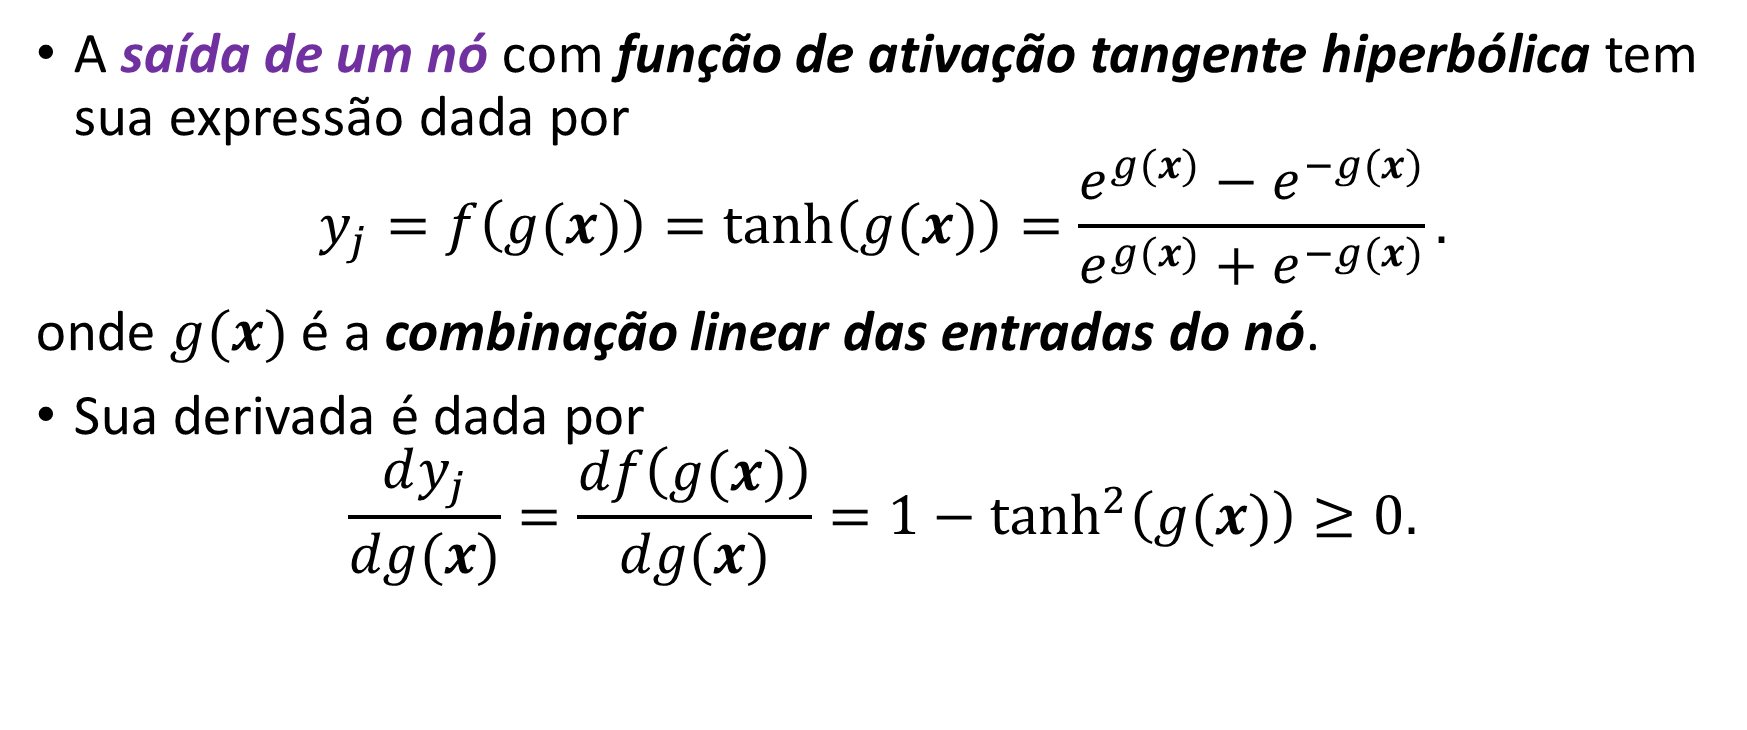 • A saída de um nó com função de ativação tangente hiperbólica tem
sua expressão dada por
y_j = f(g(x)) = tanh(g(x)) = (e^{g(x)} − e^{−g(x)}) / (e^{g(x)} + e^{−g(x)}) .
onde g(x) é a combinação linear das entradas do nó.
• Sua derivada é dada por
dy_j / dg(x) = df(g(x)) / dg(x) = 1 − tanh²(g(x)) ≥ 0.